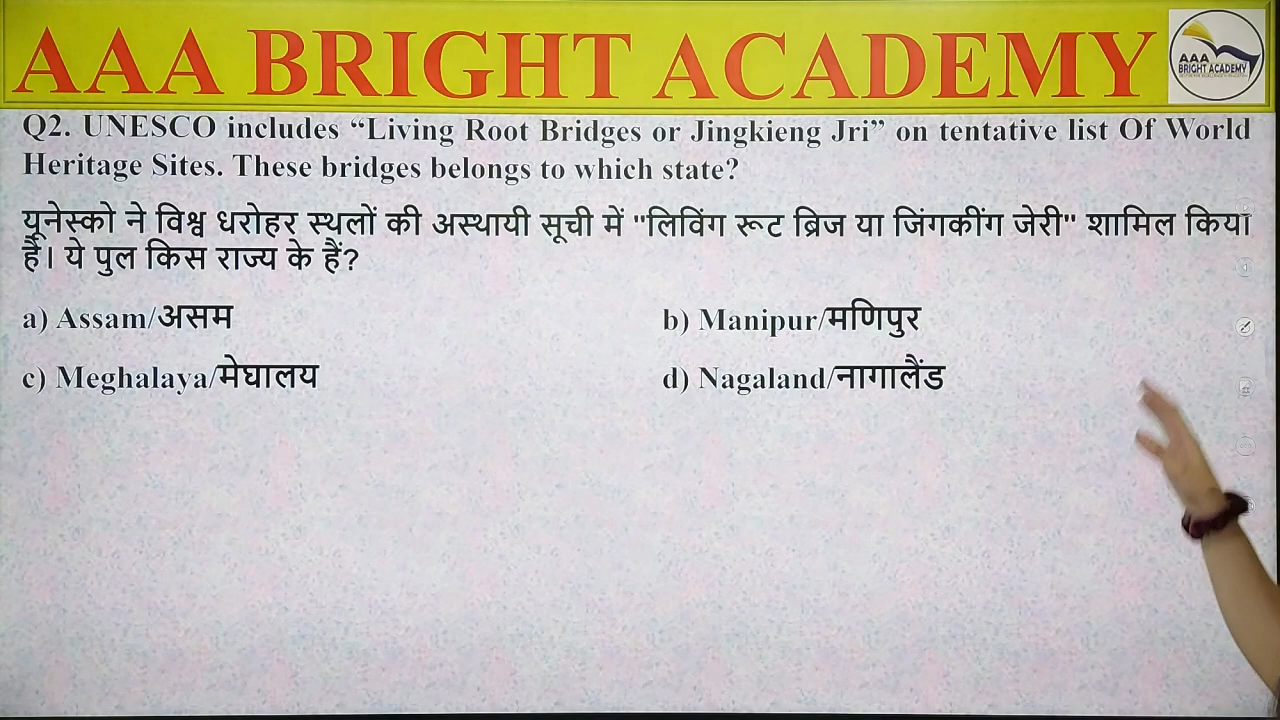 AAA BRIGHT ACADEMY
AAA
BRIGHT ACADEMY
Q2. UNESCO includes “Living Root Bridges or Jingkieng Jri” on tentative list Of World
Heritage Sites. These bridges belongs to which state?
यूनेस्को ने विश्व धरोहर स्थलों की अस्थायी सूची में "लिविंग रूट ब्रिज या जिंगकींग जेरी" शामिल किया
है। ये पुल किस राज्य के हैं?
a) Assam/असम
b) Manipur/मणिपुर
c) Meghalaya/मेघालय
d) Nagaland/नागालैंड